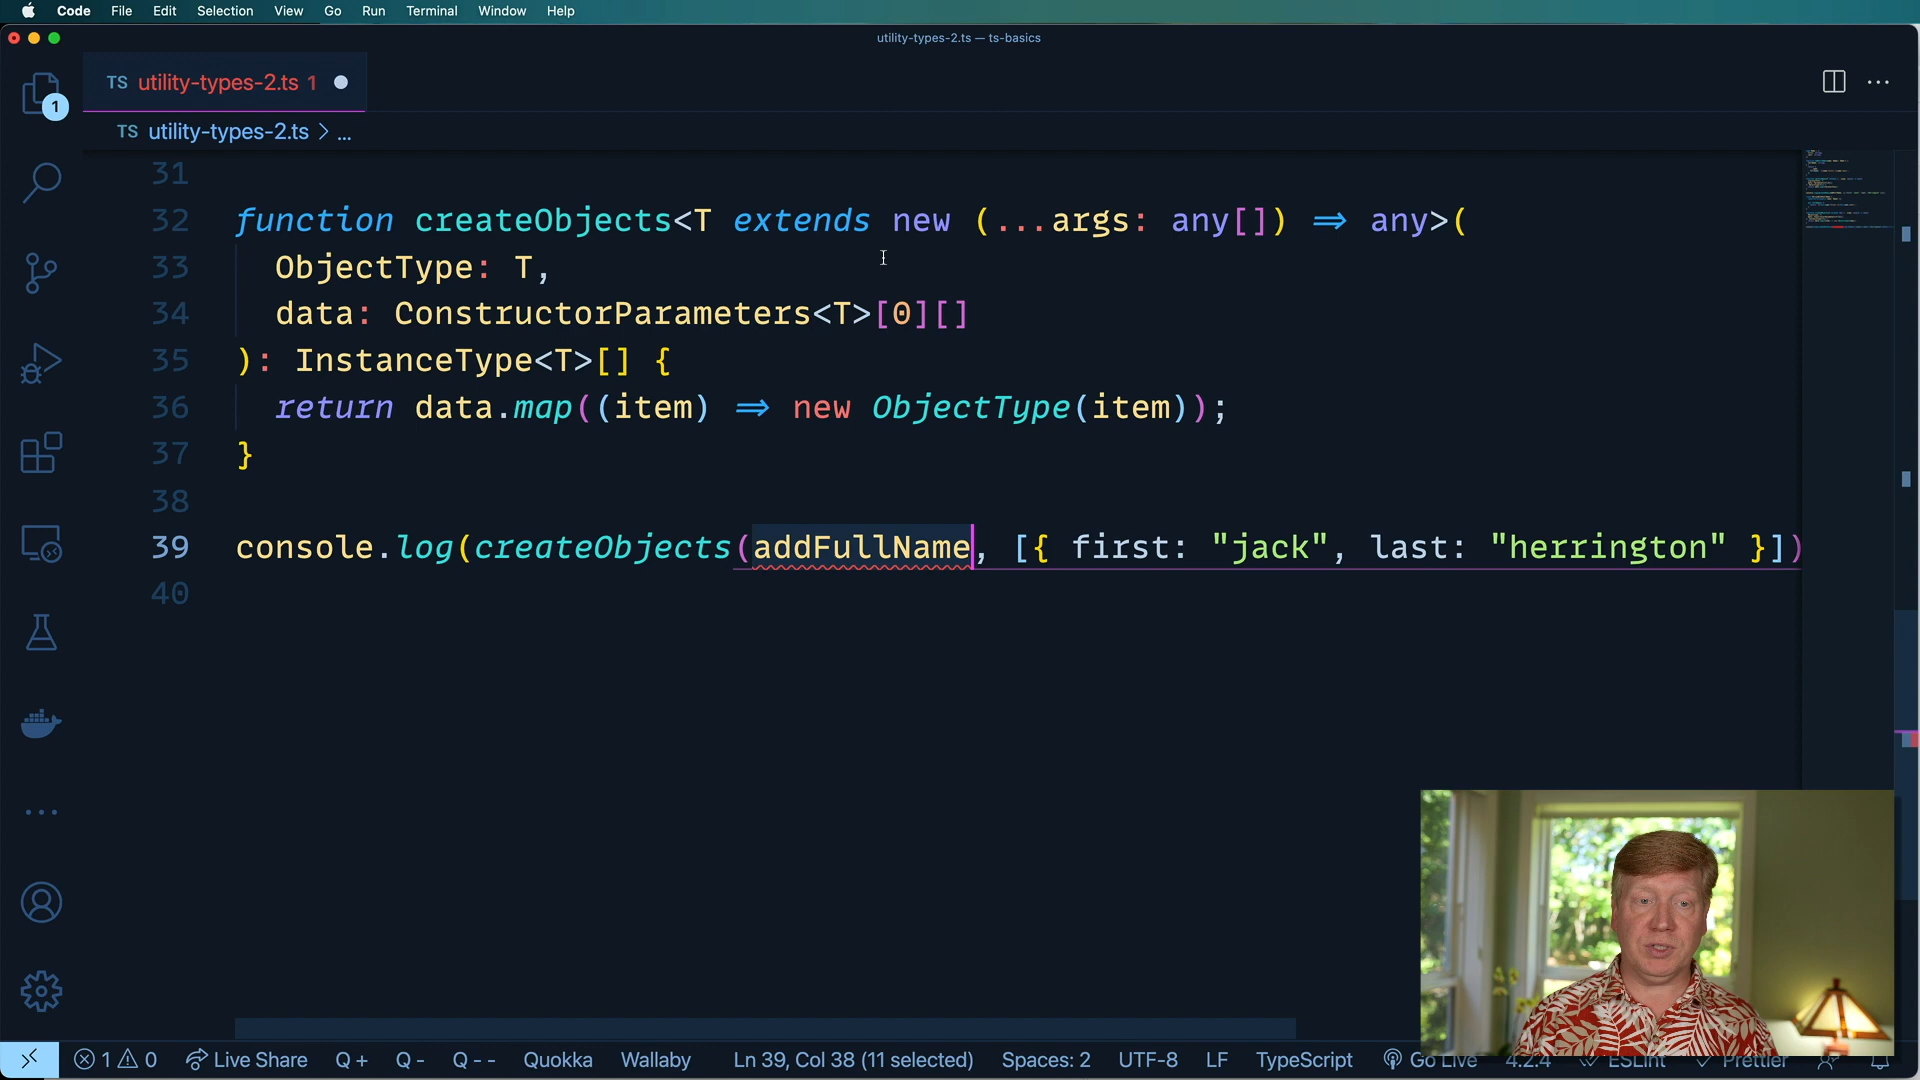 Code File Edit Selection View Go Run Terminal Window Help
utility-types-2.ts — ts-basics
TS utility-types-2.ts 1
1
TS utility-types-2.ts > ...
31
32 function createObjects<T extends new (...args: any[]) => any>(
33 ObjectType: T,
34 data: ConstructorParameters<T>[0][]
35 ): InstanceType<T>[] {
36 return data.map((item) => new ObjectType(item));
37 }
38
39 console.log(createObjects(addFullName, [{ first: "jack", last: "herrington" }])
40
1 0 Live Share Q + Q - Q - - Quokka Wallaby Ln 39, Col 38 (11 selected) Spaces: 2 UTF-8 LF TypeScript Go Live 4.2.4 ESLint Prettier